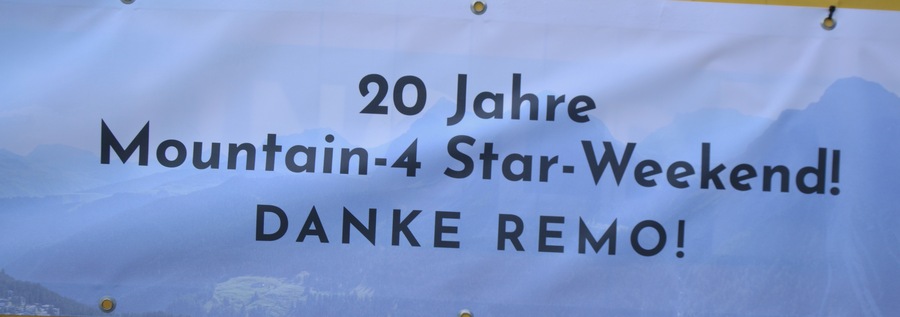 20 Jahre
Mountain-4 Star-Weekend!
DANKE REMO!